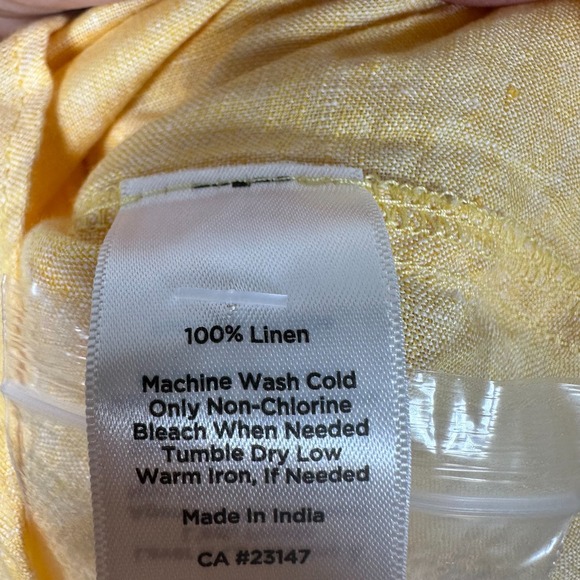 100% Linen
Machine Wash Cold
Only Non-Chlorine
Bleach When Needed
Tumble Dry Low
Warm Iron, If Needed
Made In India
CA #23147